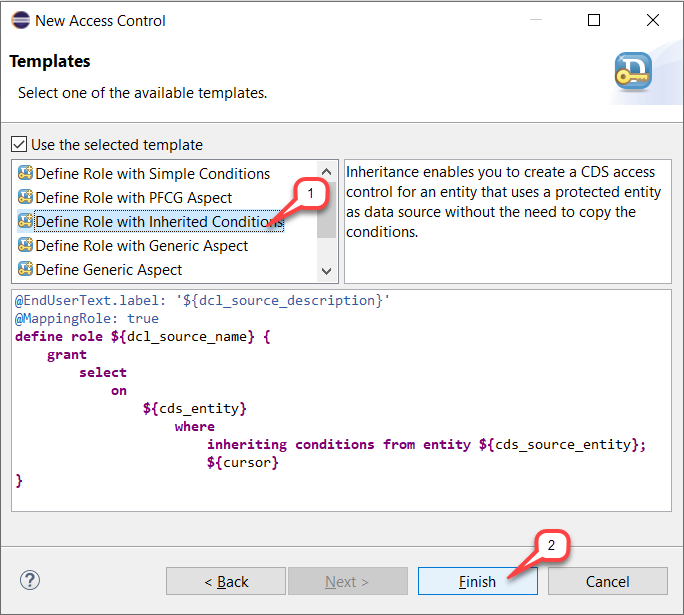 New Access Control
Templates
Select one of the available templates.
Use the selected template
Define Role with Simple Conditions
Define Role with PFCG Aspect
Define Role with Inherited Conditions
Define Role with Generic Aspect
Define Generic Aspect
1
Inheritance enables you to create a CDS access
control for an entity that uses a protected entity
as data source without the need to copy the
conditions.
@EndUserText.label: '${dcl_source_description}'
@MappingRole: true
define role ${dcl_source_name} {
grant
select
on
${cds_entity}
where
inheriting conditions from entity ${cds_source_entity};
${cursor}
}
2
?
< Back
Next >
Finish
Cancel